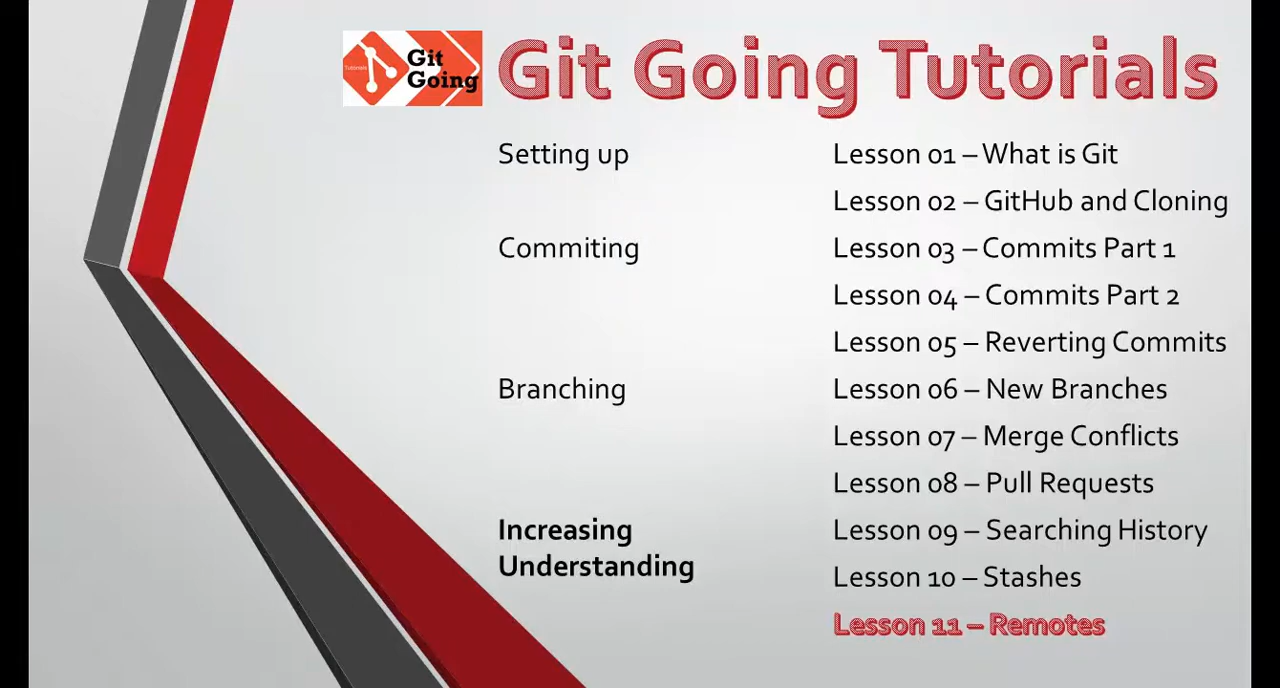 Tutorials
Git
Going
Git Going Tutorials
Setting up
Lesson 01 – What is Git
Lesson 02 – GitHub and Cloning
Commiting
Lesson 03 – Commits Part 1
Lesson 04 – Commits Part 2
Lesson 05 – Reverting Commits
Branching
Lesson 06 – New Branches
Lesson 07 – Merge Conflicts
Lesson 08 – Pull Requests
Increasing
Understanding
Lesson 09 – Searching History
Lesson 10 – Stashes
Lesson 11 – Remotes